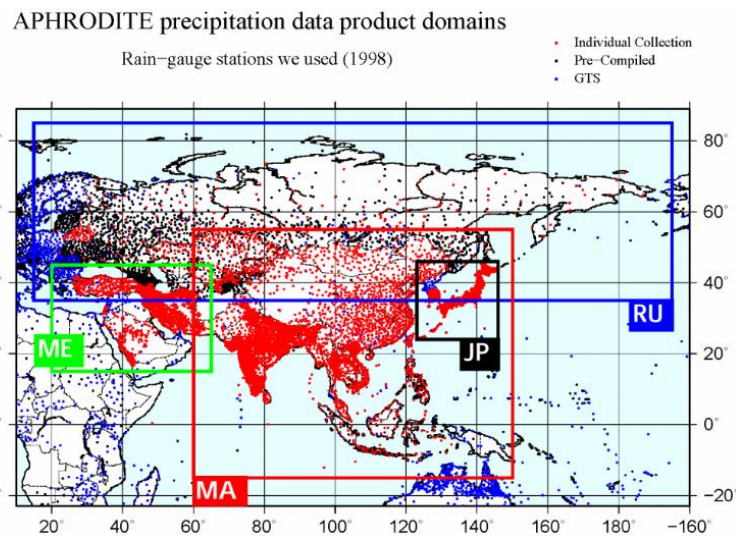 APHRODITE precipitation data product domains
Rain−gauge stations we used (1998)
Individual Collection
Pre−Compiled
GTS
80°
60°
40°
20°
0°
−20°
RU
ME
JP
MA
20° 40° 60° 80° 100° 120° 140° 160° 180° −160°